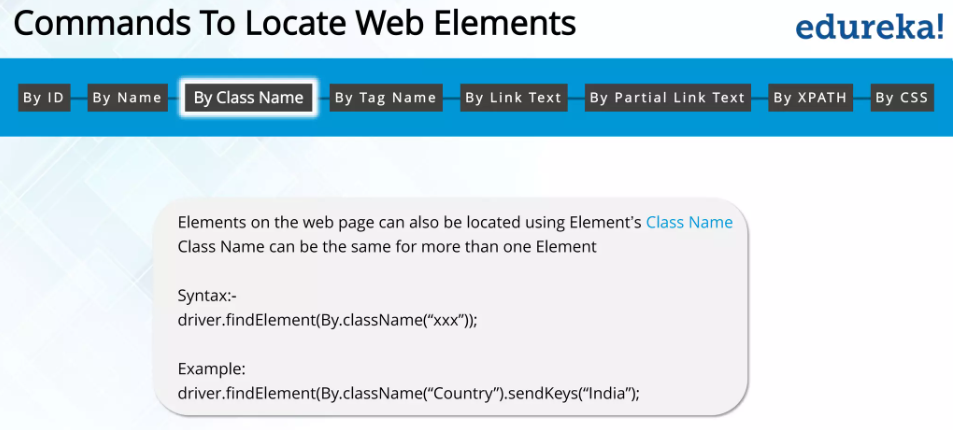 Commands To Locate Web Elements
edureka!
By ID
By Name
By Class Name
By Tag Name
By Link Text
By Partial Link Text
By XPATH
By CSS
Elements on the web page can also be located using Element's Class Name
Class Name can be the same for more than one Element
Syntax:-
driver.findElement(By.className(“xxx”));
Example:
driver.findElement(By.className(“Country”).sendKeys(“India”);